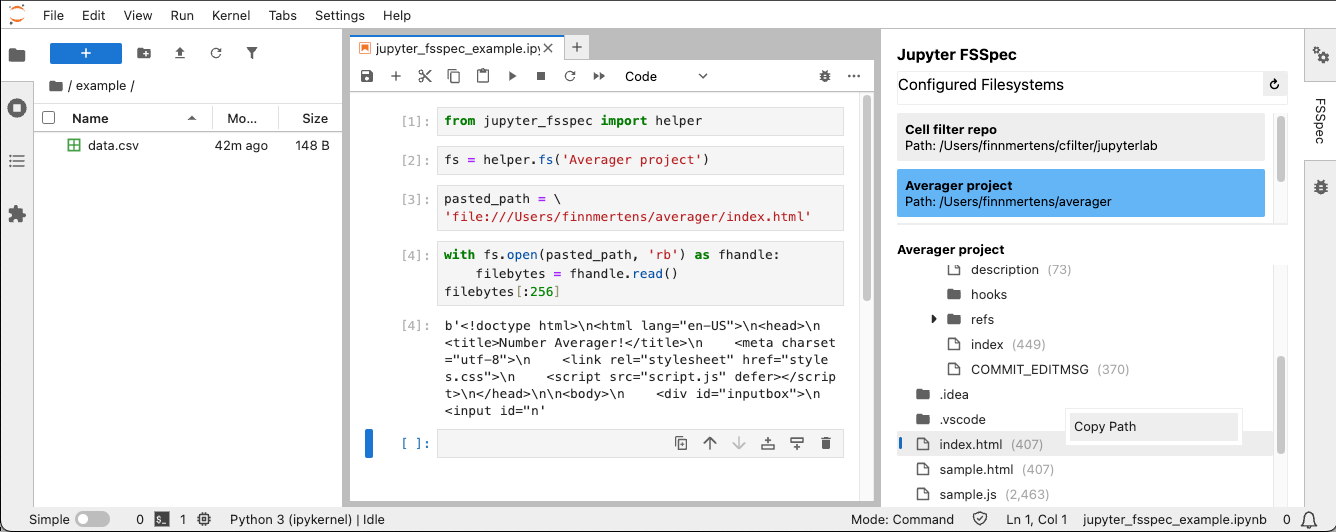 File Edit View Run Kernel Tabs Settings Help
/ example /
Name Mo... Size
data.csv 42m ago 148 B
jupyter_fsspec_example.ipy
Code
[1]: from jupyter_fsspec import helper
[2]: fs = helper.fs('Averager project')
[3]: pasted_path = \
'file:///Users/finnmertens/averager/index.html'
[4]: with fs.open(pasted_path, 'rb') as fhandle:
    filebytes = fhandle.read()
filebytes[:256]
[4]: b'<!doctype html>\n<html lang="en-US">\n<head>\n
<title>Number Averager!</title>\n    <meta charset
="utf-8">\n    <link rel="stylesheet" href="style
s.css">\n    <script src="script.js" defer></scrip
t>\n</head>\n\n<body>\n    <div id="inputbox">\n
<input id="n'
[ ]:
Jupyter FSSpec
Configured Filesystems
Cell filter repo
Path: /Users/finnmertens/cfilter/jupyterlab
Averager project
Path: /Users/finnmertens/averager
Averager project
description (73)
hooks
refs
index (449)
COMMIT_EDITMSG (370)
.idea
.vscode
Copy Path
index.html (407)
sample.html (407)
sample.js (2,463)
FSSpec
Simple 0 1 Python 3 (ipykernel) | Idle Mode: Command Ln 1, Col 1 jupyter_fsspec_example.ipynb 0